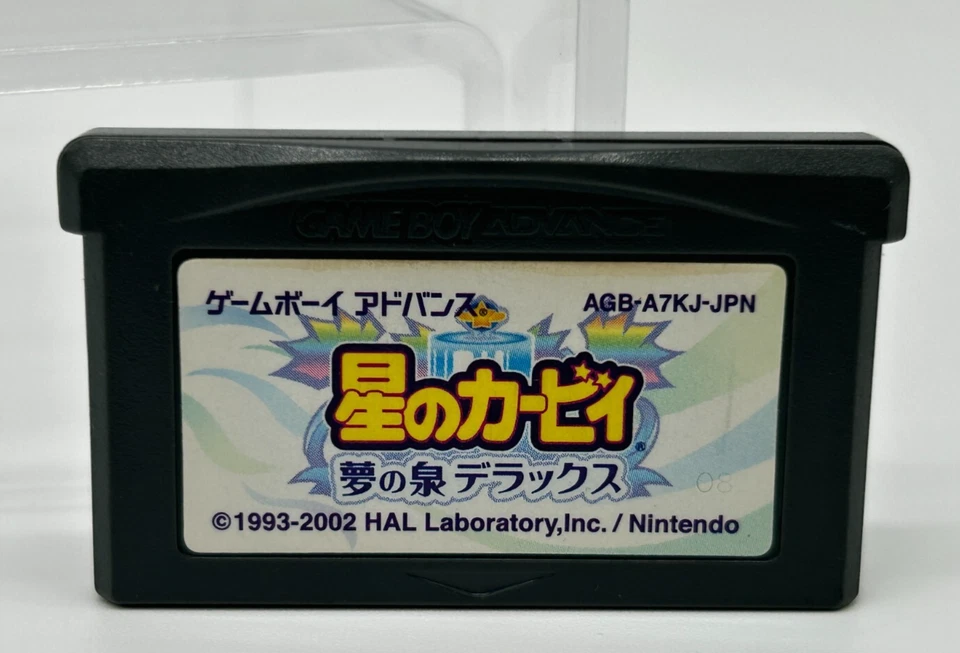 GAME BOY ADVANCE
ゲームボーイ アドバンス® AGB-A7KJ-JPN
星のカービィ®
夢の泉 デラックス
08
©1993-2002 HAL Laboratory,Inc. / Nintendo